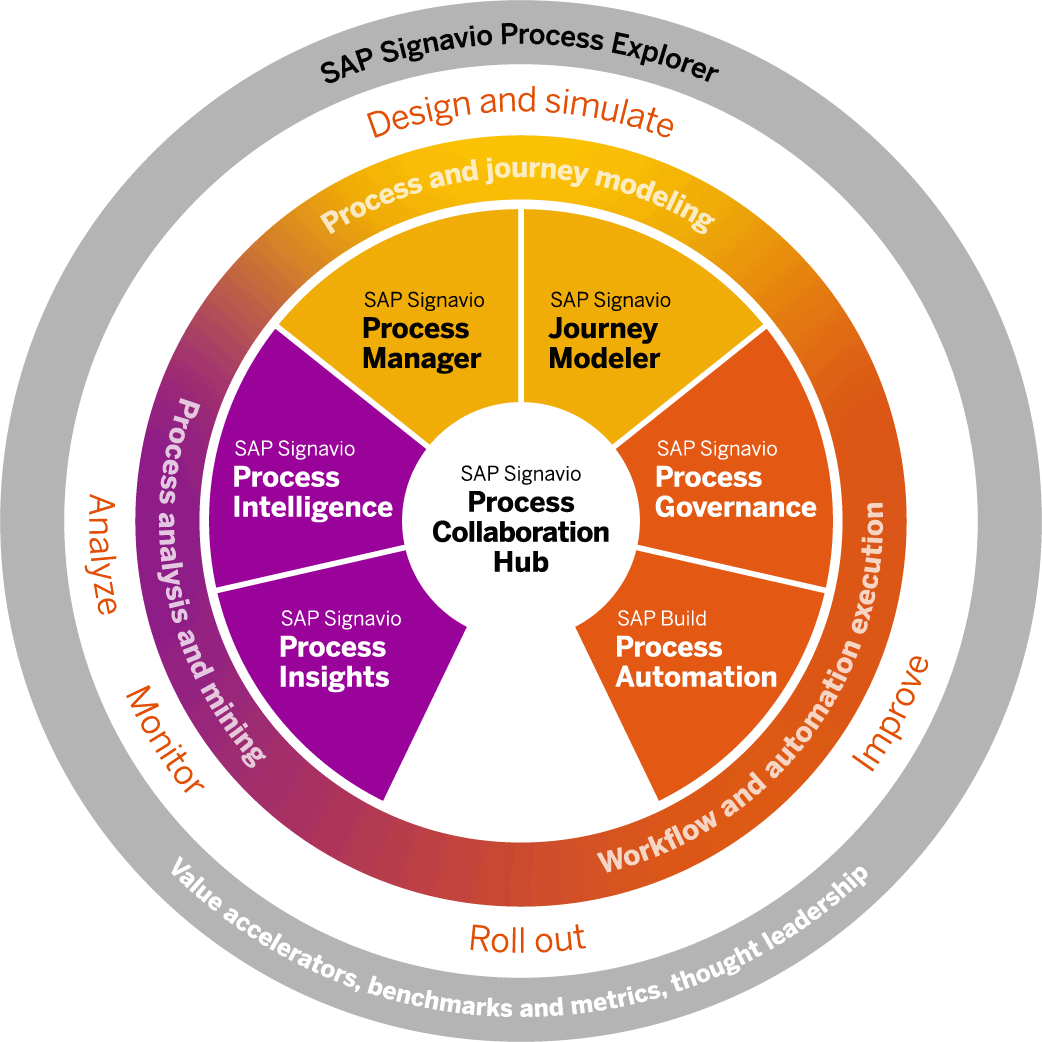 SAP Signavio Process Explorer
Design and simulate
Process and journey modeling
SAP Signavio
Process
Manager
SAP Signavio
Journey
Modeler
SAP Signavio
Process
Intelligence
SAP Signavio
Process
Collaboration
Hub
SAP Signavio
Process
Governance
Process analysis and mining
Analyze
SAP Signavio
Process
Insights
SAP Build
Process
Automation
Workflow and automation execution
Monitor
Improve
Roll out
Value accelerators, benchmarks and metrics, thought leadership